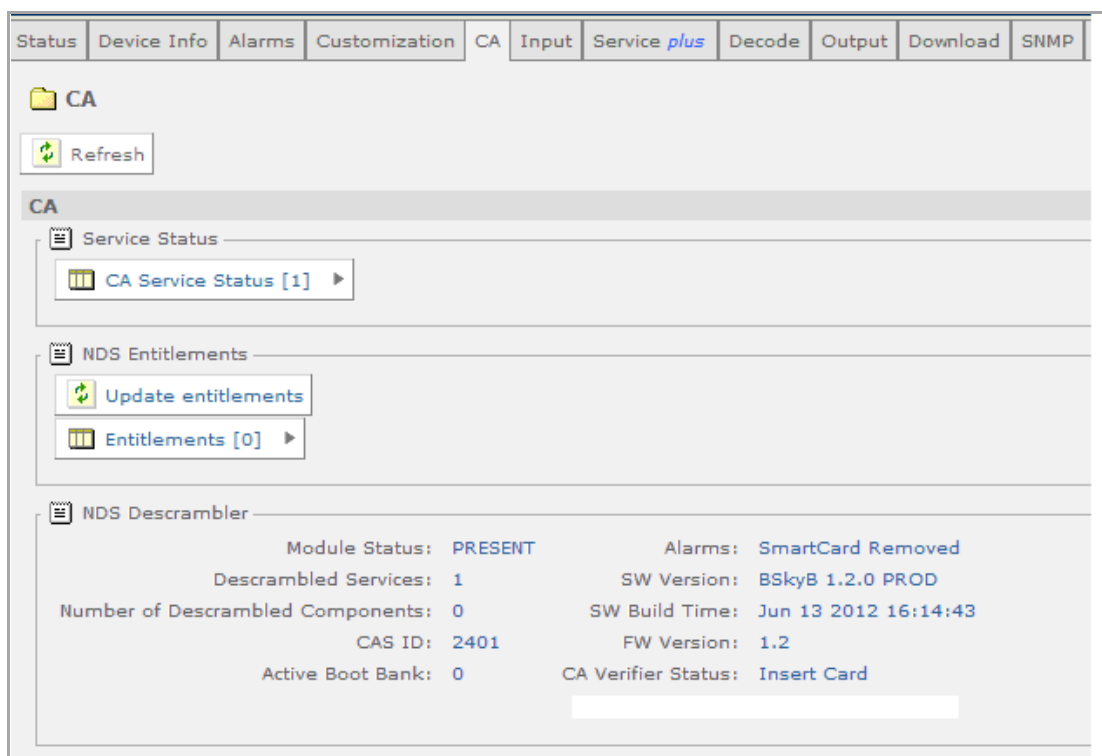 Status Device Info Alarms Customization CA Input Service plus Decode Output Download SNMP
CA
Refresh
CA
Service Status
CA Service Status [1]
NDS Entitlements
Update entitlements
Entitlements [0]
NDS Descrambler
Module Status: PRESENT Alarms: SmartCard Removed
Descrambled Services: 1 SW Version: BSkyB 1.2.0 PROD
Number of Descrambled Components: 0 SW Build Time: Jun 13 2012 16:14:43
CAS ID: 2401 FW Version: 1.2
Active Boot Bank: 0 CA Verifier Status: Insert Card